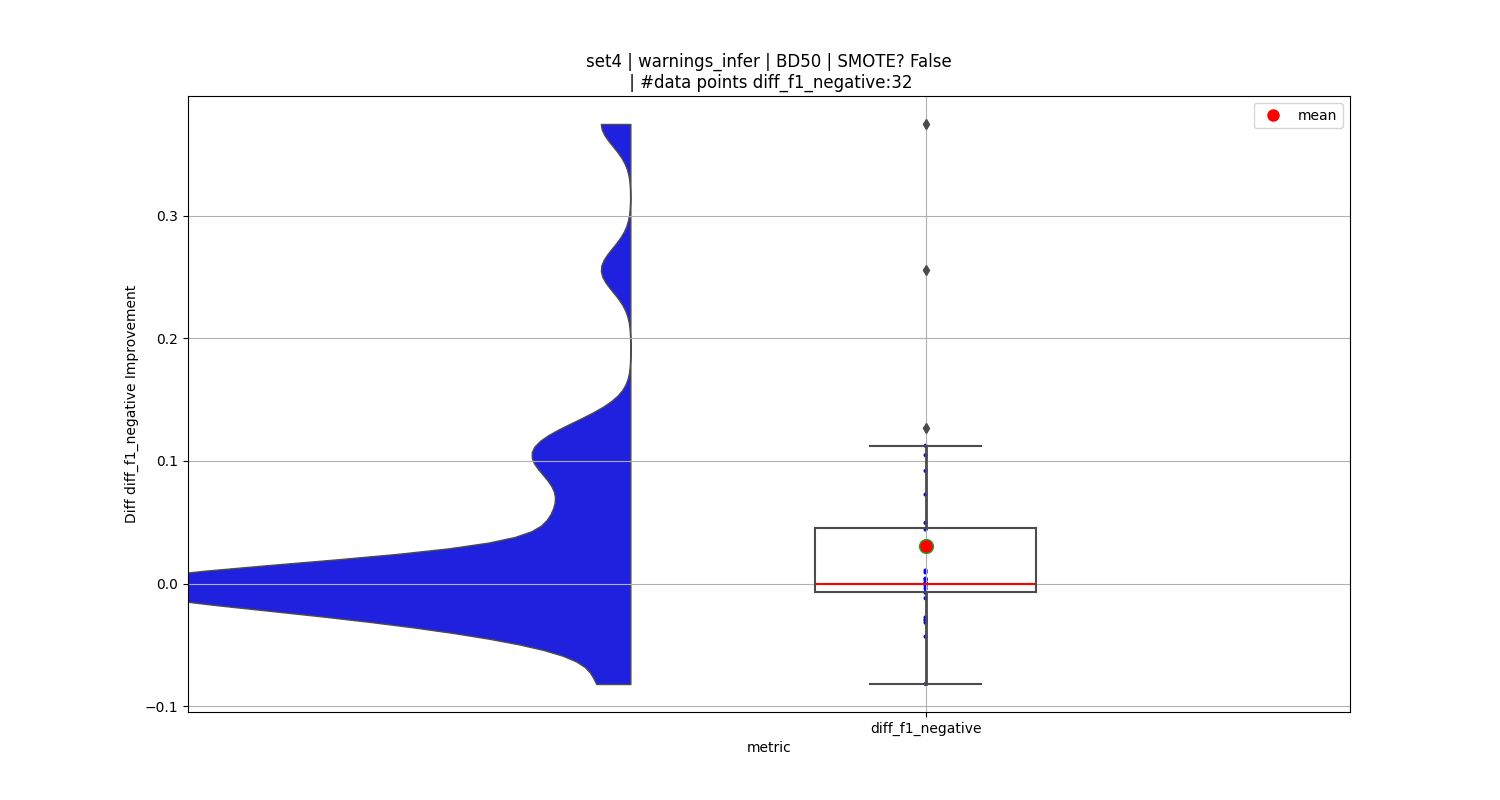 set4 | warnings_infer | BD50 | SMOTE? False
| #data points diff_f1_negative:32
mean
0.3
0.2
0.1
0.0
−0.1
Diff diff_f1_negative Improvement
diff_f1_negative
metric